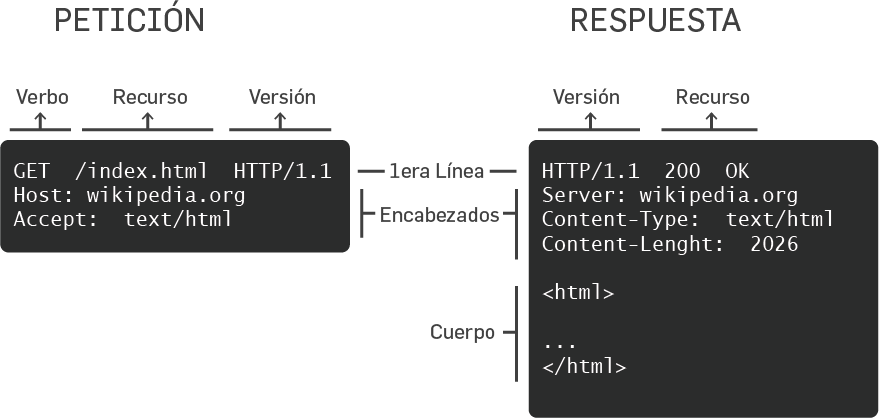 PETICIÓN
RESPUESTA
Verbo Recurso Versión
Versión Recurso
GET /index.html HTTP/1.1
Host: wikipedia.org
Accept: text/html
1era Línea
Encabezados
Cuerpo
HTTP/1.1 200 OK
Server: wikipedia.org
Content-Type: text/html
Content-Lenght: 2026
<html>
...
</html>